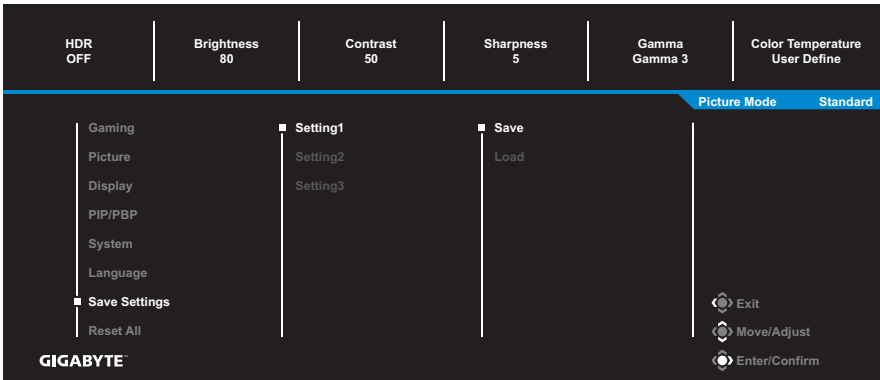 HDR
OFF
Brightness
80
Contrast
50
Sharpness
5
Gamma
Gamma 3
Color Temperature
User Define
Picture Mode Standard
Gaming
Picture
Display
PIP/PBP
System
Language
Save Settings
Reset All
Setting1
Setting2
Setting3
Save
Load
Exit
Move/Adjust
Enter/Confirm
GIGABYTE™